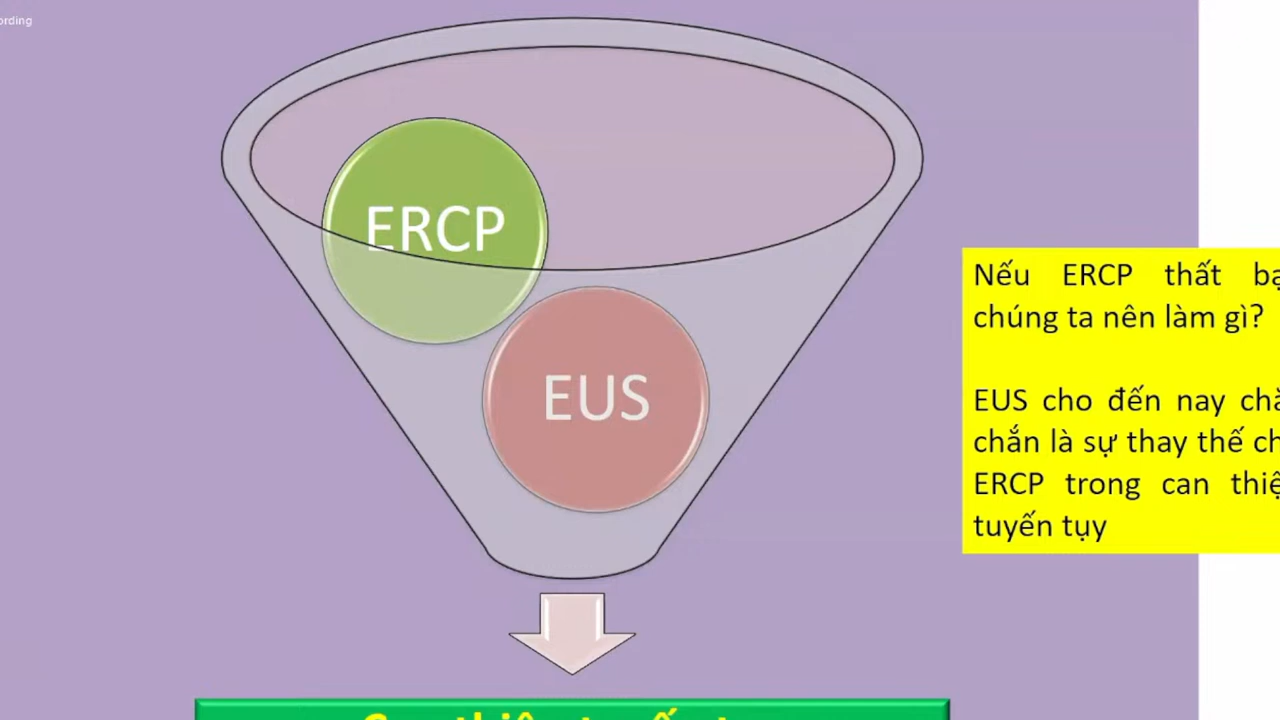 ording
ERCP
EUS
Nếu ERCP thất
chúng ta nên làm gì?
EUS cho đến nay
chắn là sự thay thế
ERCP trong can
tuyến tụy